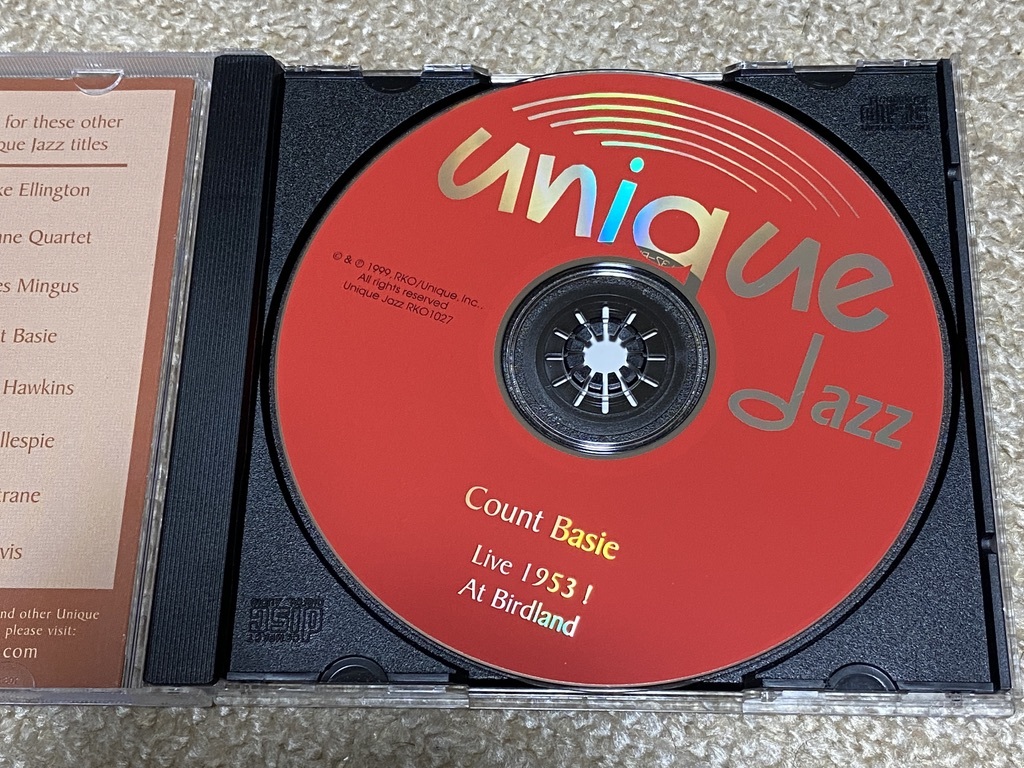 for these other
que Jazz titles
ke Ellington
ne Quartet
es Mingus
t Basie
Hawkins
llespie
trane
vis
nd other Unique
please visit:
com
unique
Jazz
© & ℗ 1999, RKO/Unique, Inc.,
All rights reserved
Unique Jazz RKO1027
Count Basie
Live 1953 !
At Birdland